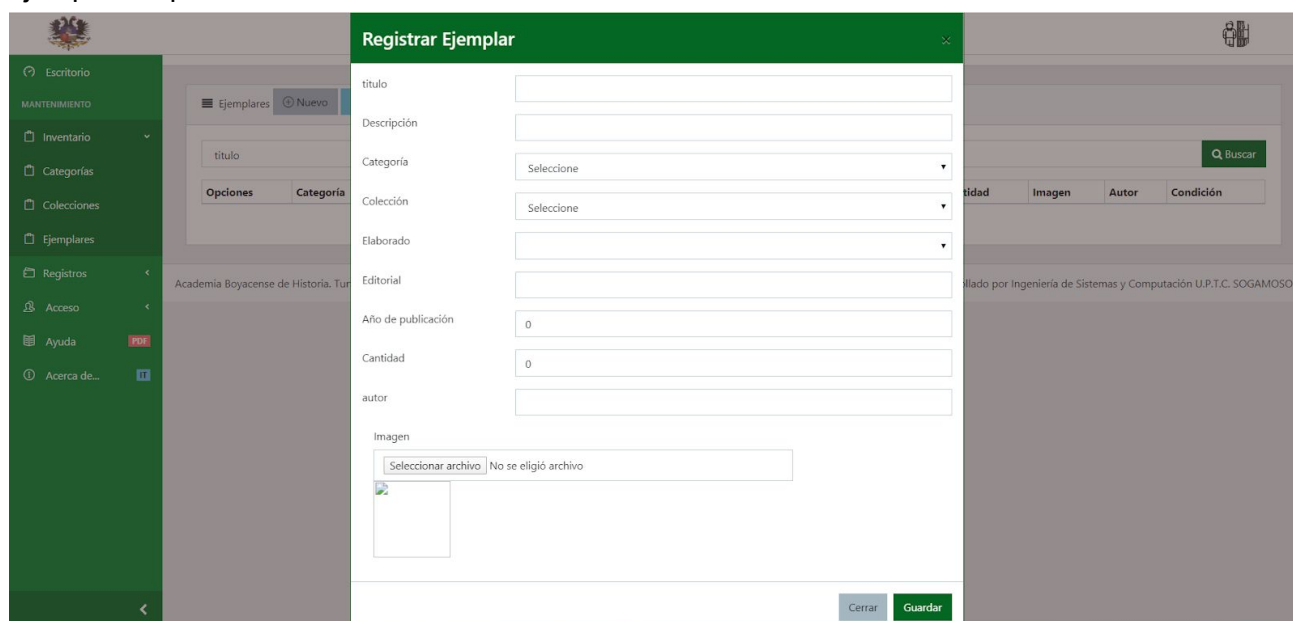 Registrar Ejemplar ×
Escritorio
MANTENIMIENTO
Inventario
Categorías
Colecciones
Ejemplares
Registros
Acceso
Ayuda PDF
Acerca de... IT
Ejemplares Nuevo
titulo
Buscar
Opciones Categoría tidad Imagen Autor Condición
Academia Boyacense de Historia. Tur
ollado por Ingeniería de Sistemas y Computación U.P.T.C. SOGAMOSO
titulo
Descripción
Categoría Seleccione
Colección Seleccione
Elaborado
Editorial
Año de publicación 0
Cantidad 0
autor
Imagen
Seleccionar archivo No se eligió archivo
Cerrar Guardar